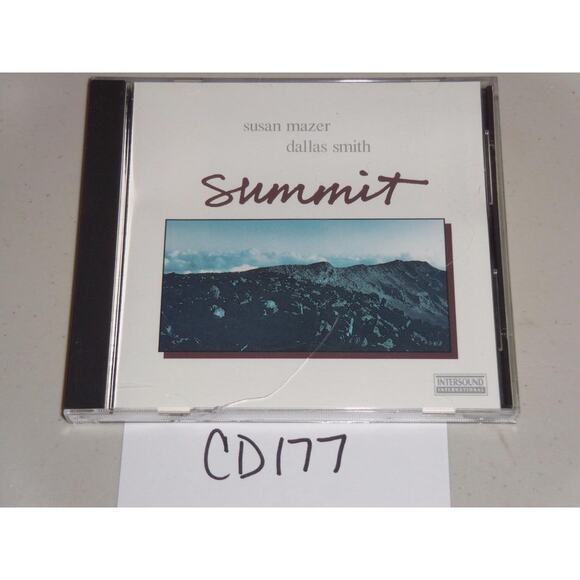 susan mazer
dallas smith
summit
INTERSOUND
INTERNATIONAL
CD177